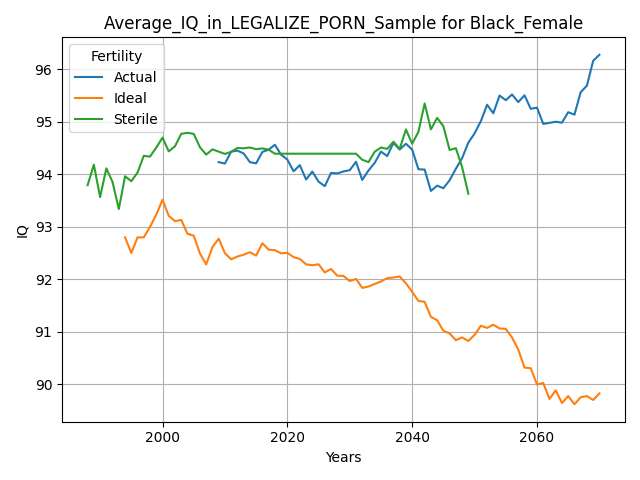 Average_IQ_in_LEGALIZE_PORN_Sample for Black_Female
Fertility
Actual
Ideal
Sterile
96
95
94
93
92
91
90
IQ
2000
2020
2040
2060
Years